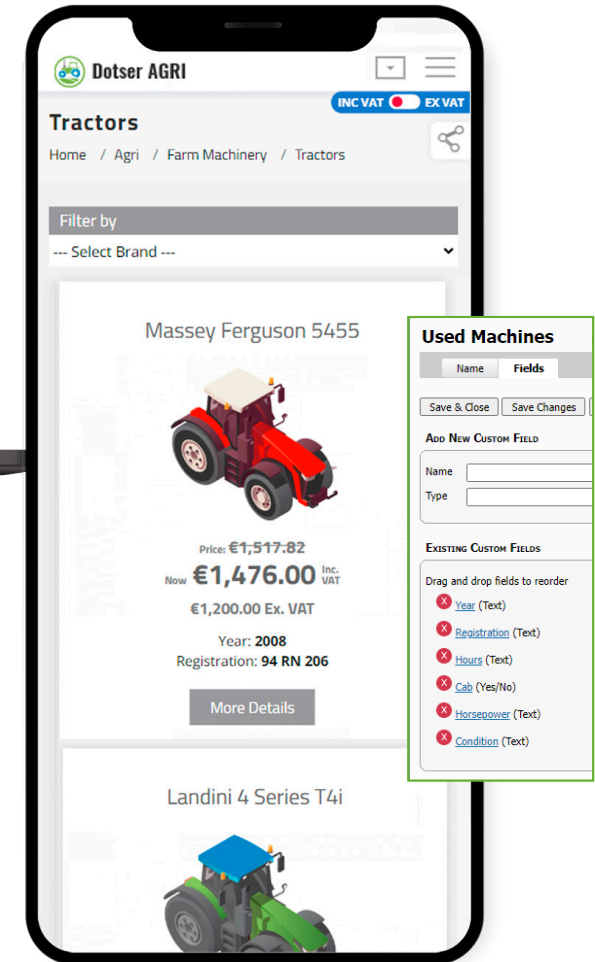 Dotser AGRI
INC VAT EX VAT
Tractors
Home / Agri / Farm Machinery / Tractors
Filter by
--- Select Brand ---
Massey Ferguson 5455
Price: €1,517.82
Now €1,476.00 Inc. VAT
€1,200.00 Ex. VAT
Year: 2008
Registration: 94 RN 206
More Details
Landini 4 Series T4i
Used Machines
Name Fields
Save & Close Save Changes
Add New Custom Field
Name
Type
Existing Custom Fields
Drag and drop fields to reorder
X Year (Text)
X Registration (Text)
X Hours (Text)
X Cab (Yes/No)
X Horsepower (Text)
X Condition (Text)